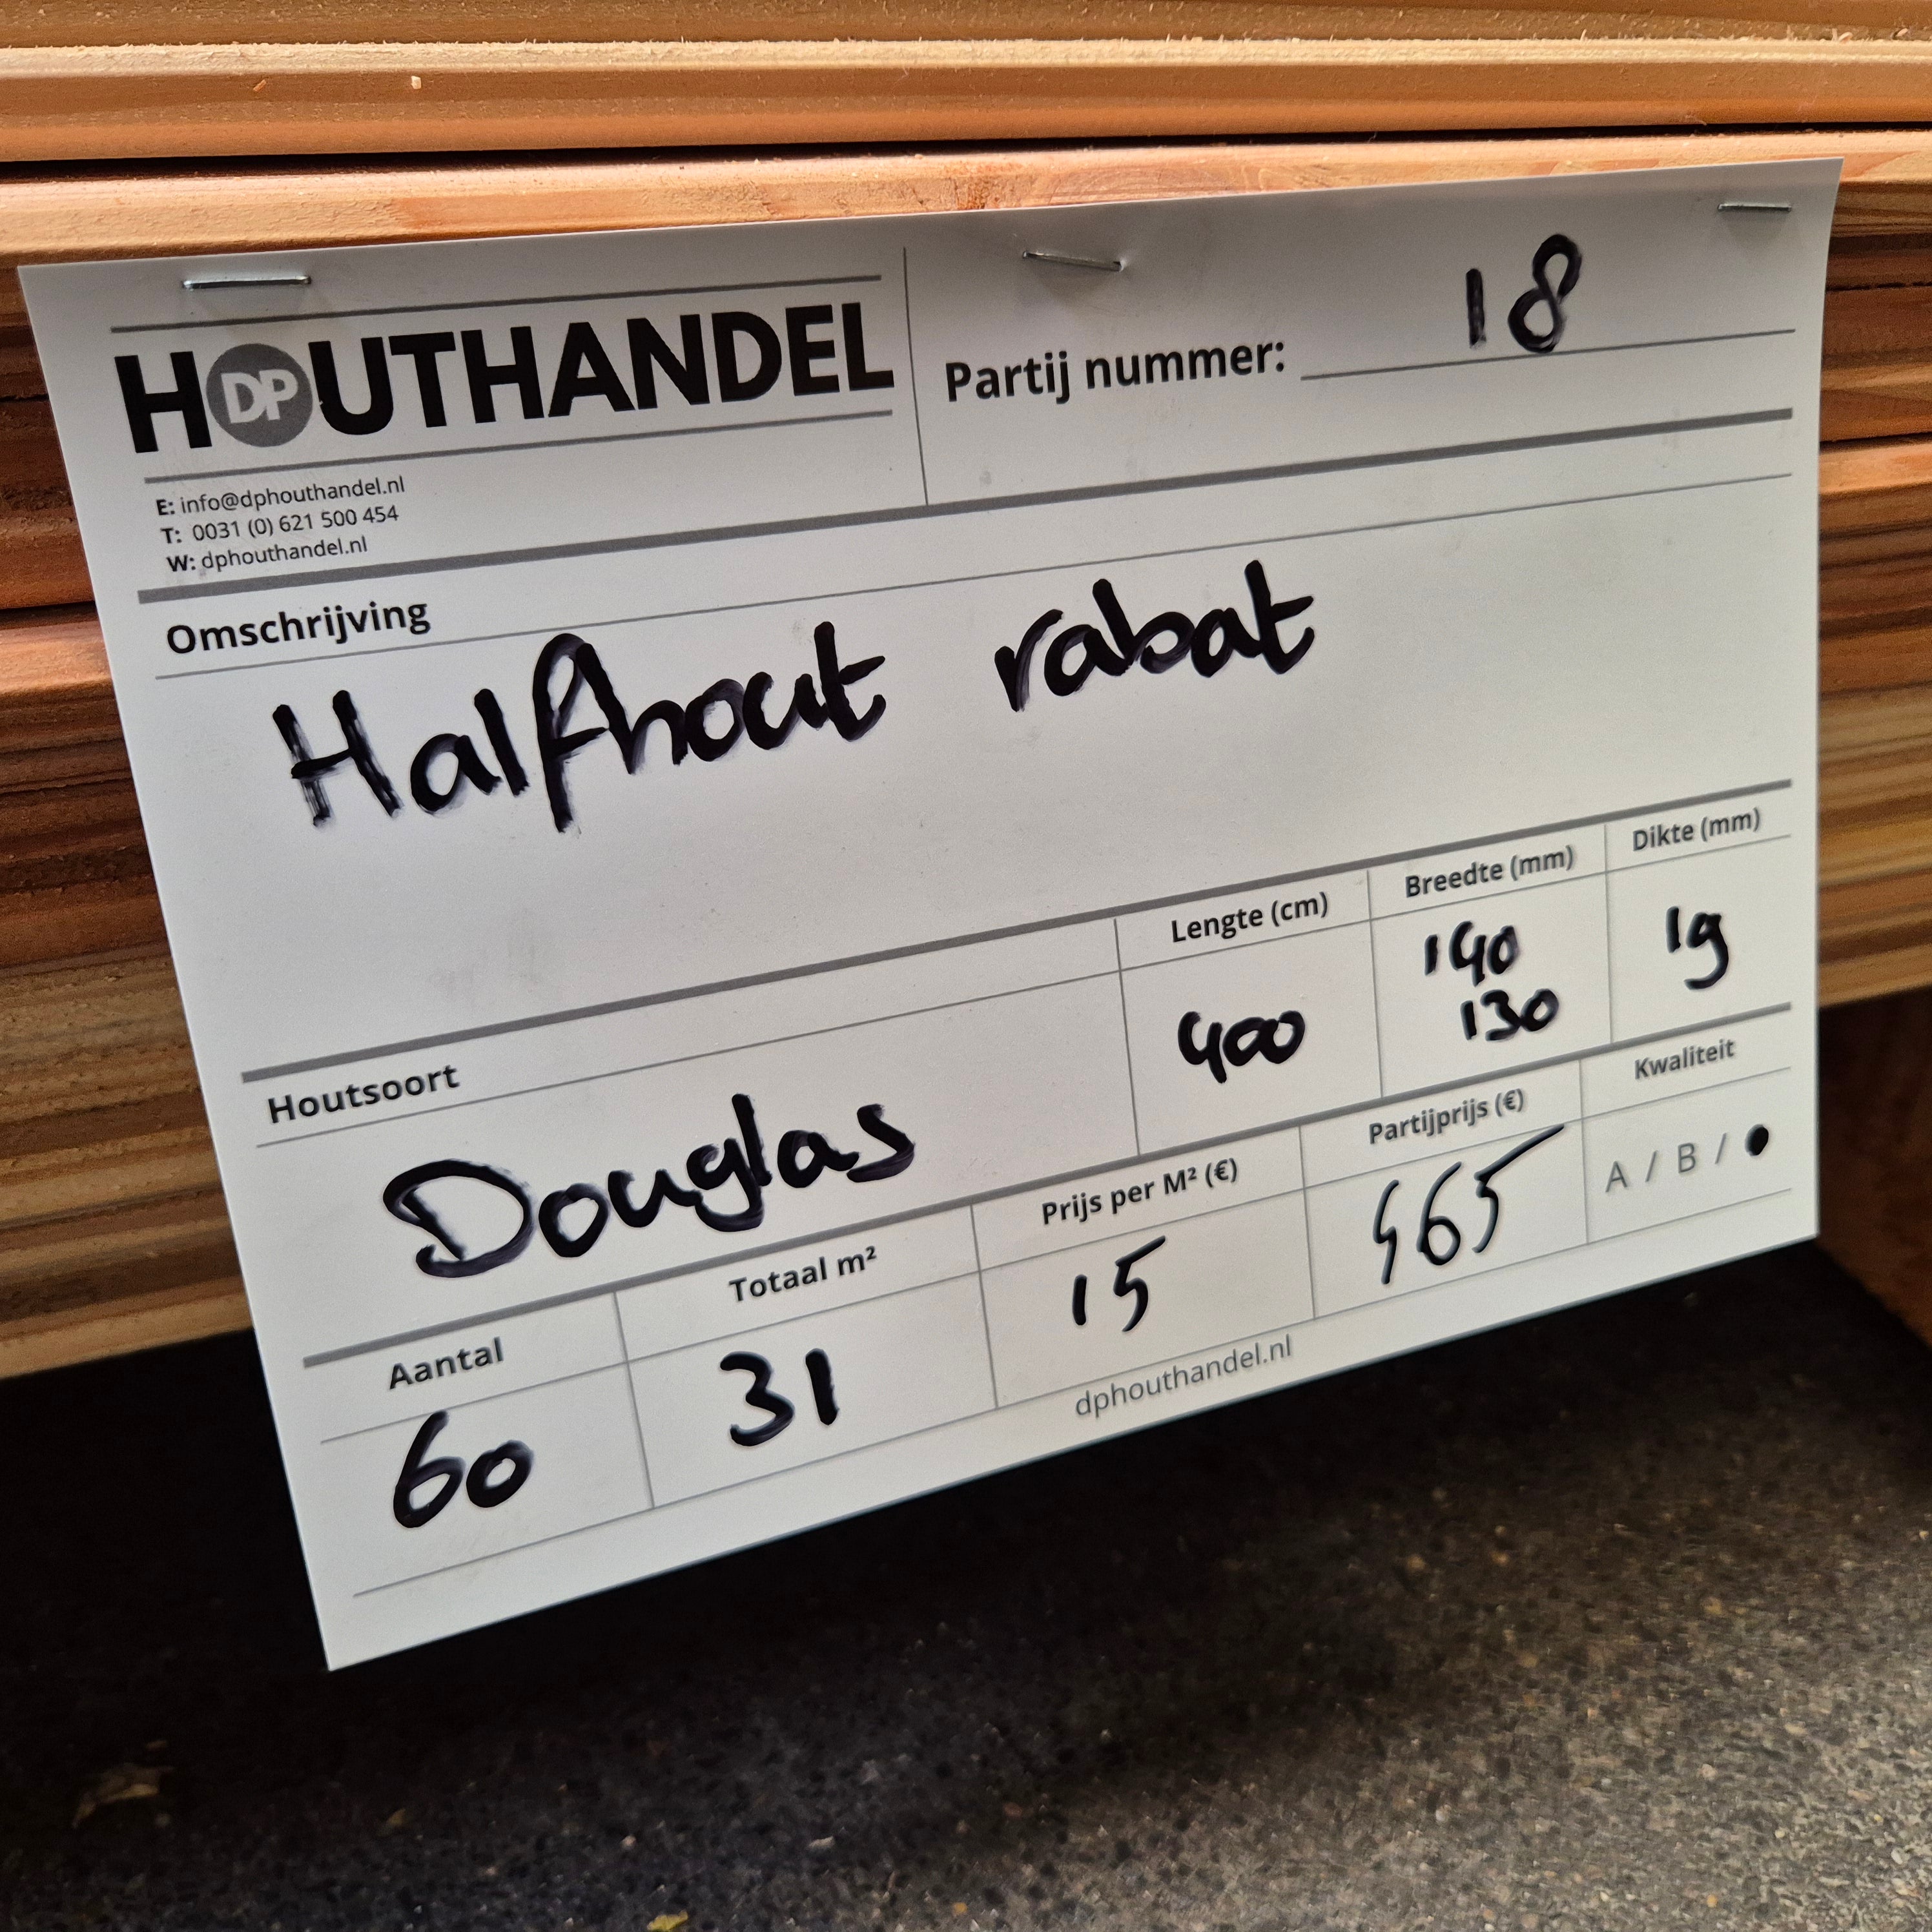 HOUTHANDEL
DP
E: info@dphouthandel.nl
T: 0031 (0) 621 500 454
W: dphouthandel.nl
Partij nummer: 18
Omschrijving
Halfhout rabat
Houtsoort
Douglas
Lengte (cm)
400
Breedte (mm)
140
130
Dikte (mm)
19
Aantal
60
Totaal m²
31
Prijs per M² (€)
15
Partijprijs (€)
465
Kwaliteit
A / B /
dphouthandel.nl